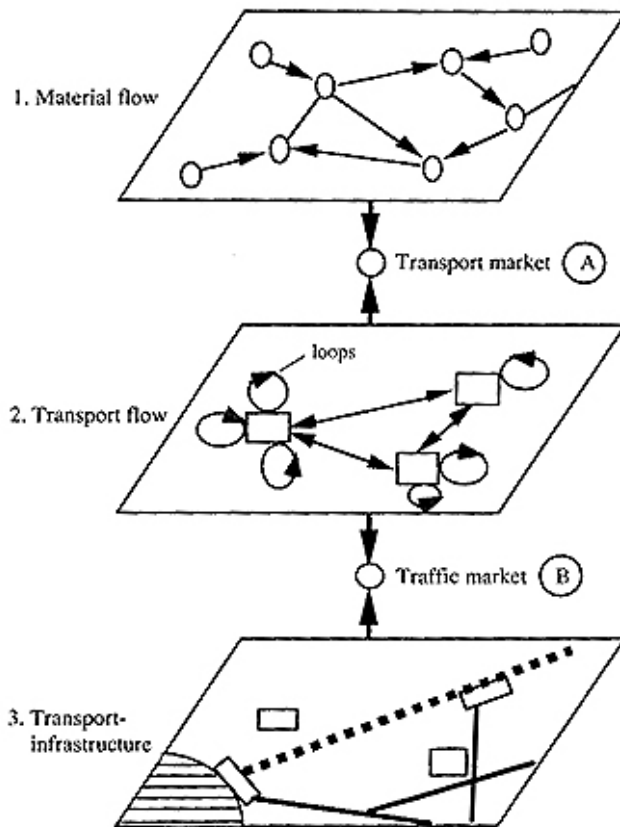 1. Material flow
Transport market A
loops
2. Transport flow
Traffic market B
3. Transport-
infrastructure